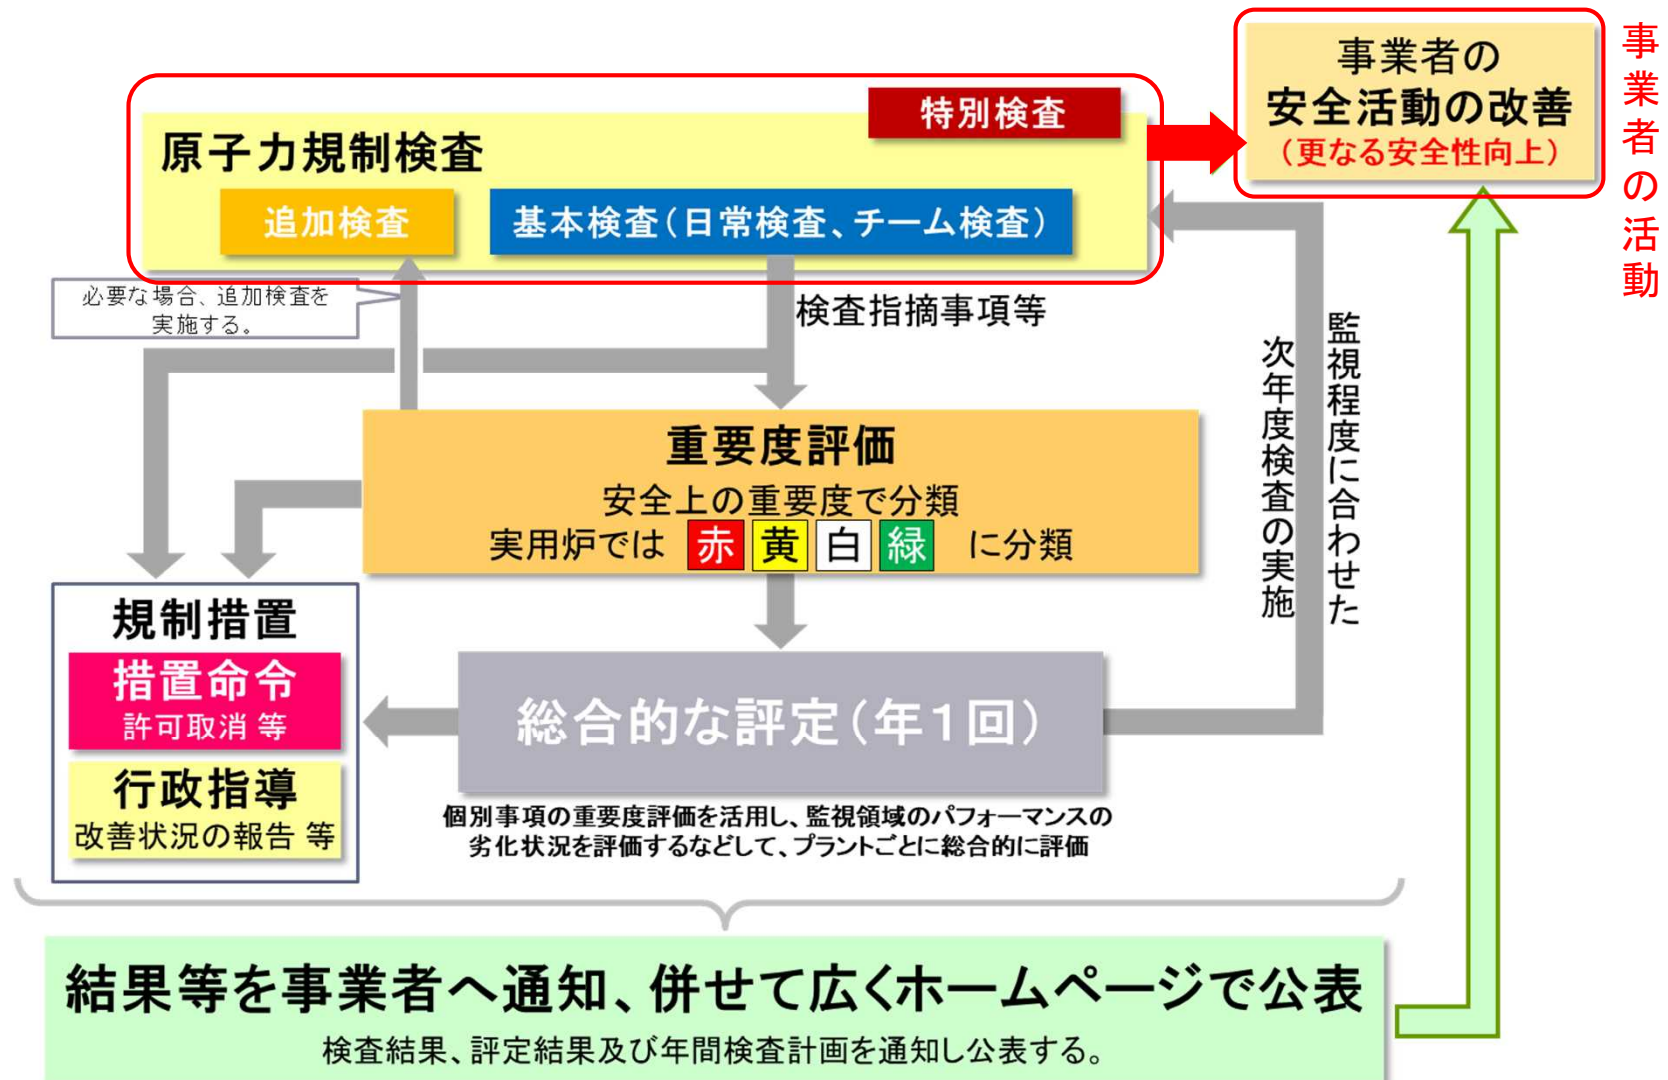 事業者の
安全活動の改善
（更なる安全性向上）
事業者の活動
特別検査
原子力規制検査
追加検査
基本検査（日常検査、チーム検査）
必要な場合、追加検査を
実施する。
検査指摘事項等
監視程度に合わせた
次年度検査の実施
重要度評価
安全上の重要度で分類
実用炉では 赤 黄 白 緑 に分類
規制措置
措置命令
許可取消 等
行政指導
改善状況の報告 等
総合的な評定（年１回）
個別事項の重要度評価を活用し、監視領域のパフォーマンスの
劣化状況を評価するなどして、プラントごとに総合的に評価
結果等を事業者へ通知、併せて広くホームページで公表
検査結果、評定結果及び年間検査計画を通知し公表する。